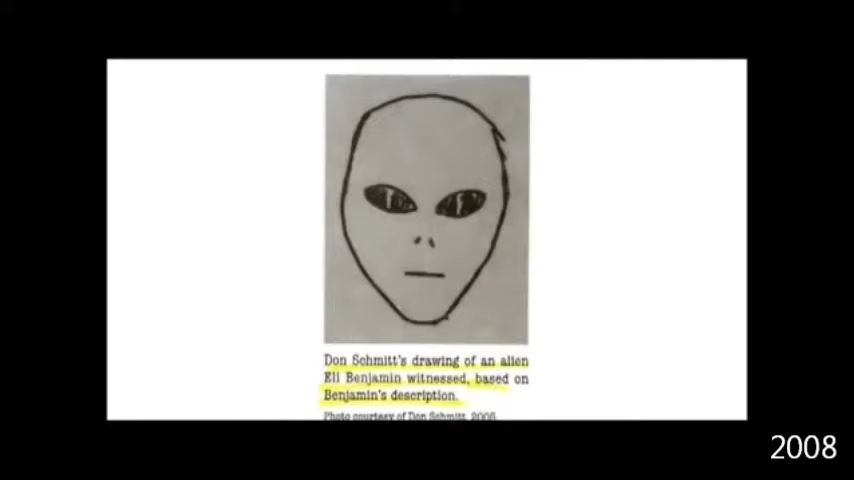 Don Schmitt's drawing of an alien
Eli Benjamin witnessed, based on
Benjamin's description.
Photo courtesy of Don Schmitt, 2005
2008